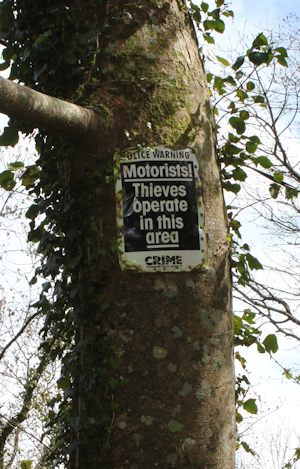 OLICE WARNING
Motorists!
Thieves
operate
in this
area
CRIME